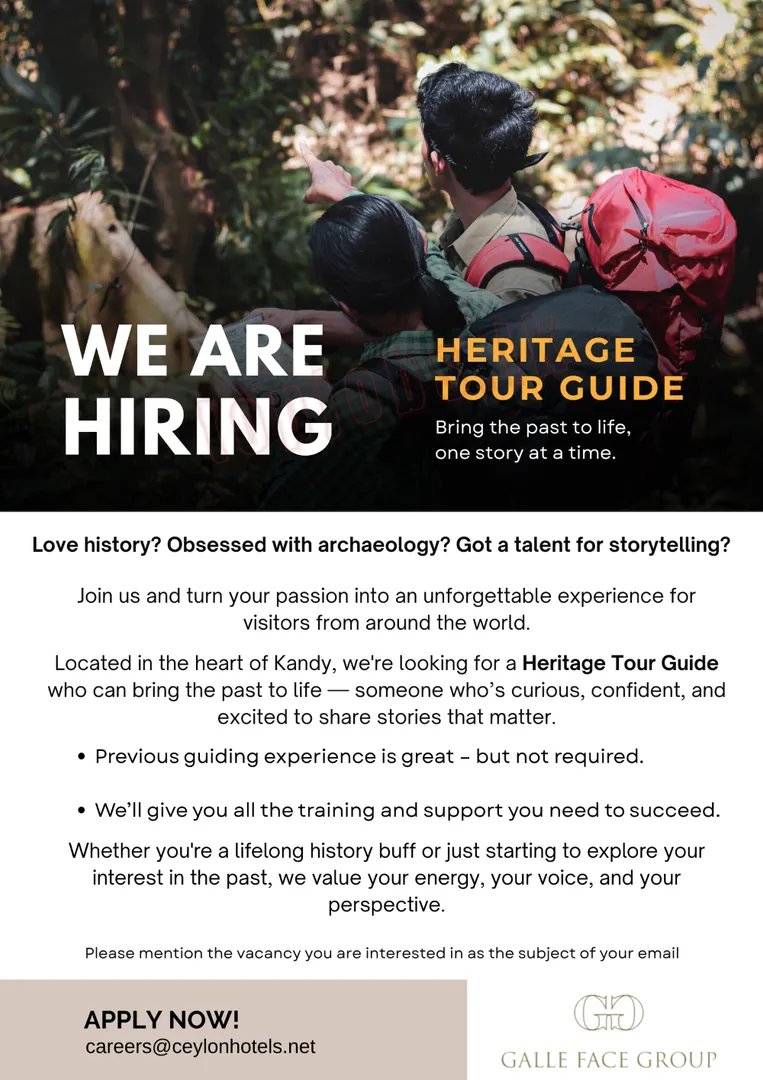 WE ARE
HIRING
HERITAGE
TOUR GUIDE
Bring the past to life,
one story at a time.
Love history? Obsessed with archaeology? Got a talent for storytelling?
Join us and turn your passion into an unforgettable experience for
visitors from around the world.
Located in the heart of Kandy, we're looking for a Heritage Tour Guide
who can bring the past to life — someone who’s curious, confident, and
excited to share stories that matter.
• Previous guiding experience is great – but not required.
• We’ll give you all the training and support you need to succeed.
Whether you're a lifelong history buff or just starting to explore your
interest in the past, we value your energy, your voice, and your
perspective.
Please mention the vacancy you are interested in as the subject of your email
APPLY NOW!
careers@ceylonhotels.net
GALLE FACE GROUP